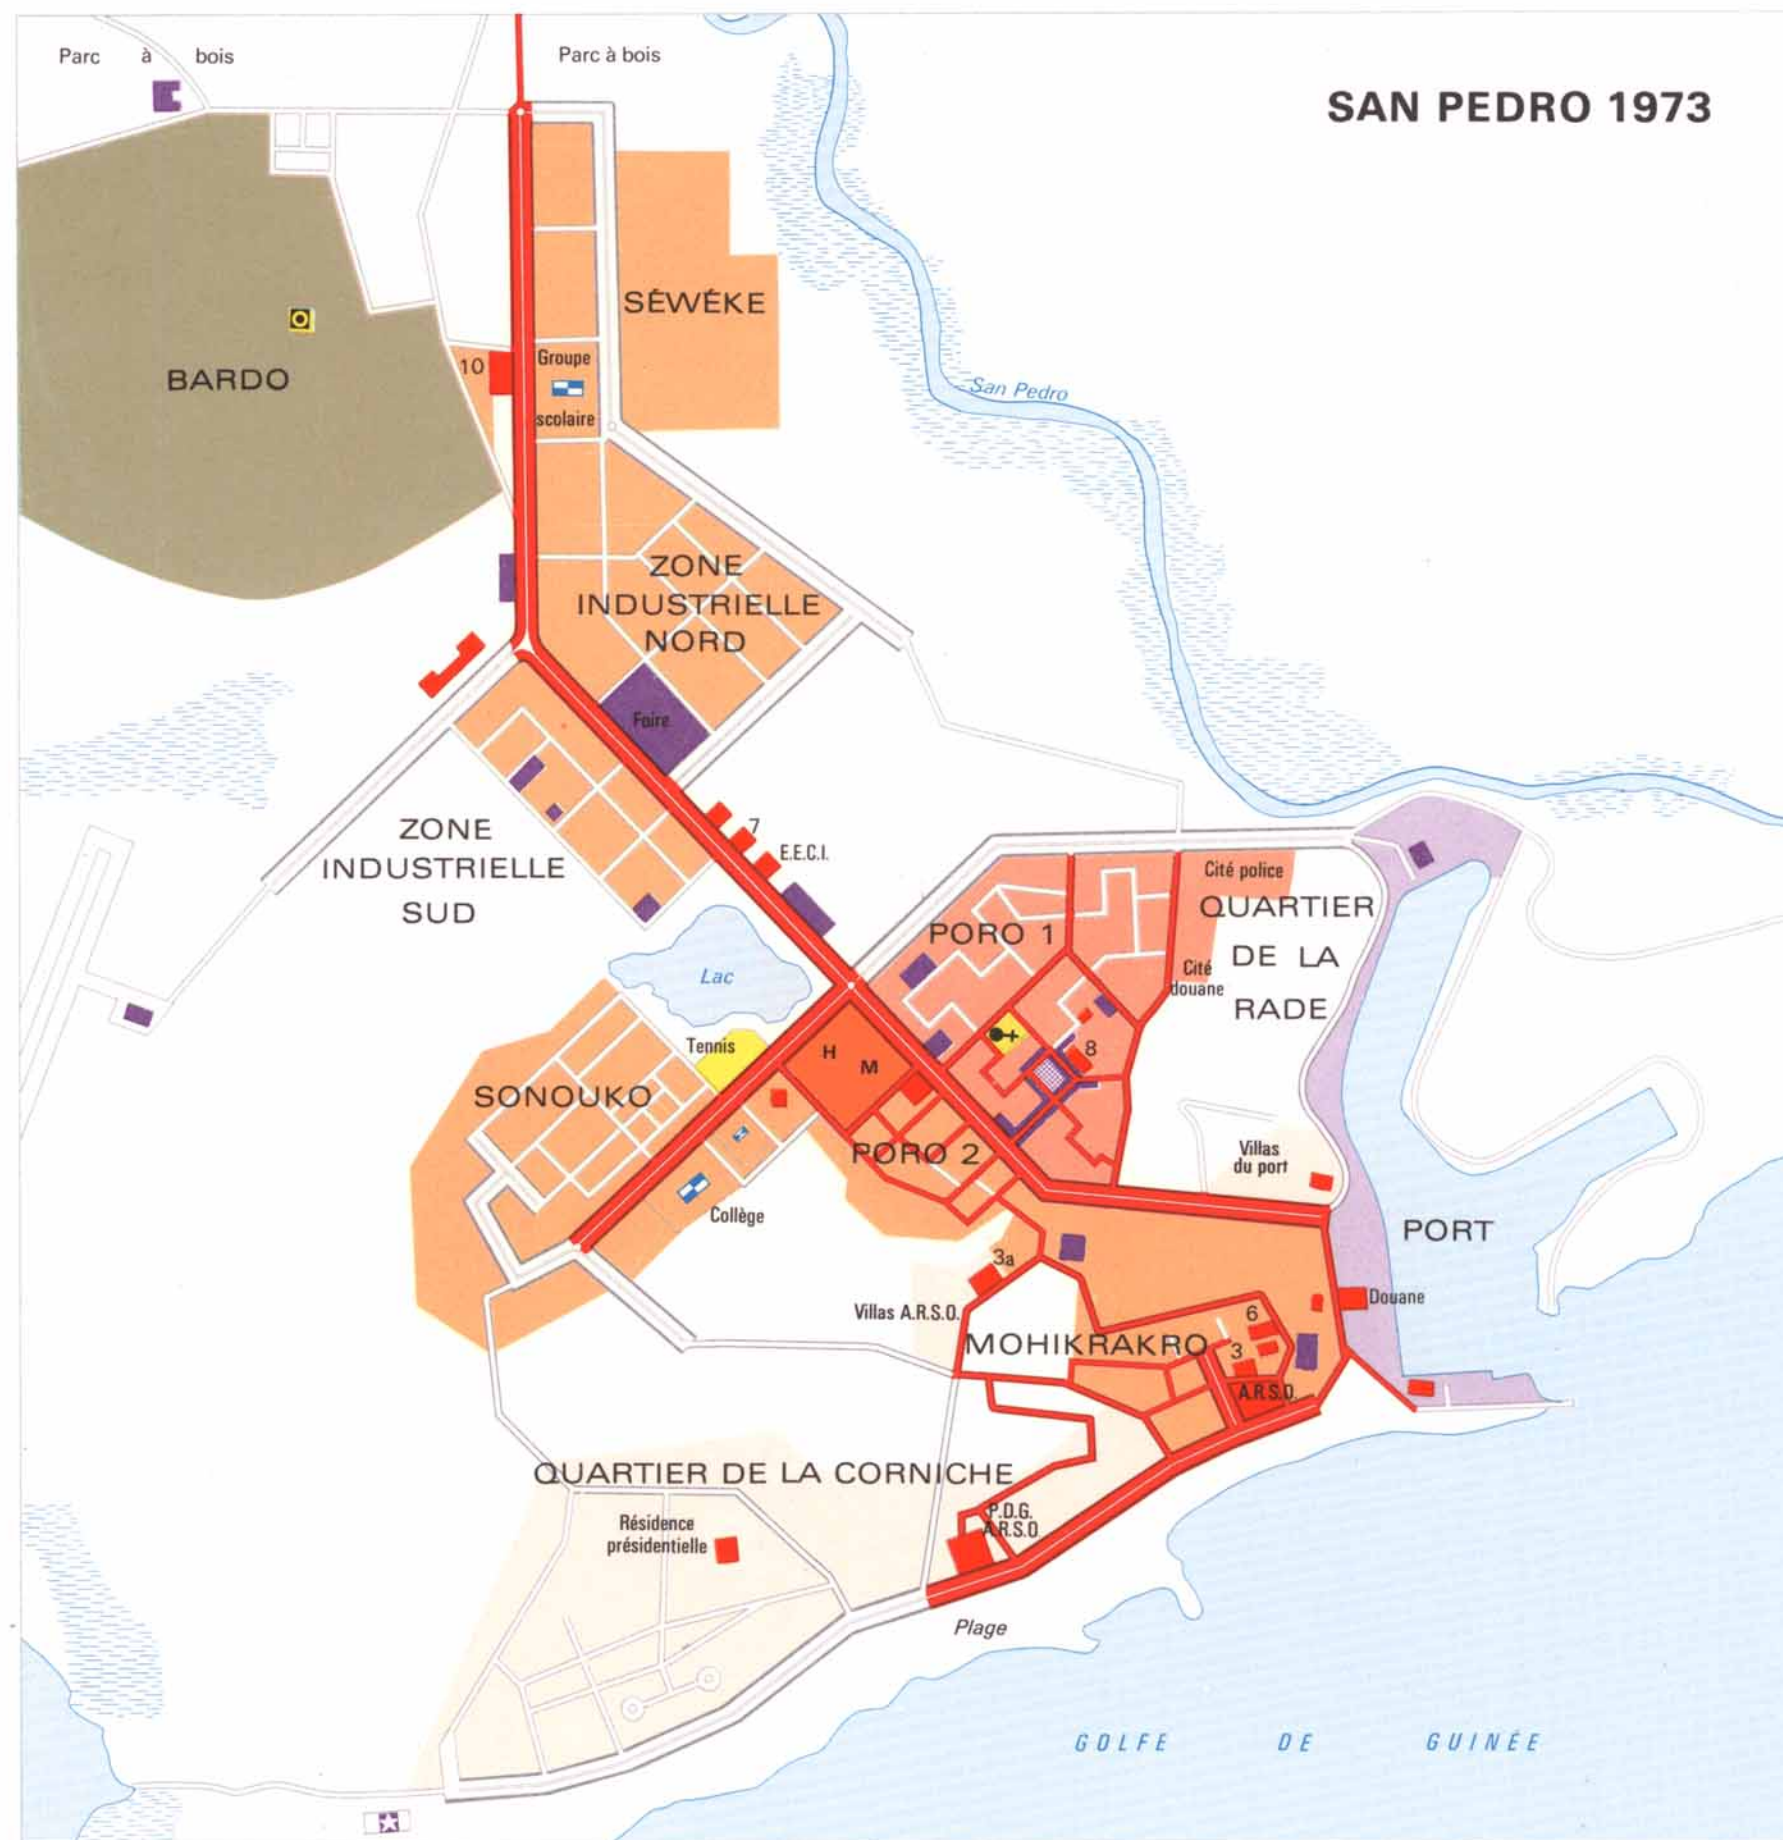 Parc à bois
Parc à bois
SAN PEDRO 1973
SÉWÉKE
BARDO
10
Groupe
scolaire
San Pedro
ZONE
INDUSTRIELLE
NORD
Foire
ZONE
INDUSTRIELLE
SUD
7
E.E.C.I.
Cité police
QUARTIER
DE LA
RADE
PORO 1
Cité
douane
Lac
Tennis
H
M
8
SONOUKO
PORO 2
Villas
du port
Collège
PORT
3a
Villas A.R.S.O.
Douane
MOHIKRAKRO
6
3
A.R.S.O.
QUARTIER DE LA CORNICHE
P.D.G.
A.R.S.O.
Résidence
présidentielle
Plage
GOLFE DE GUINÉE